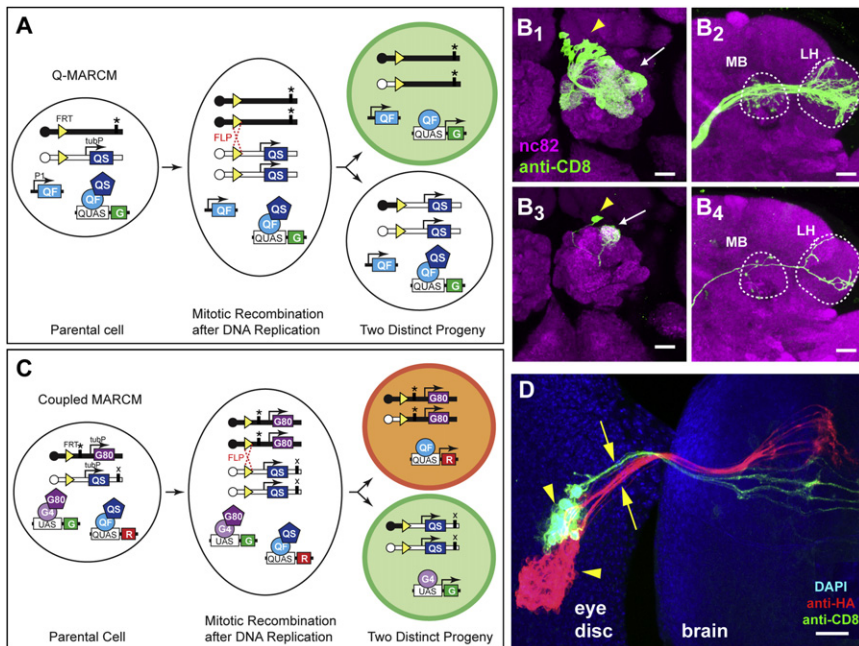 A
Q-MARCM
FRT
*
tubP
QS
P1
QF
QS
QF
QUAS
G
Parental cell
*
*
FLP
QS
QS
QF
QS
QF
QUAS
G
Mitotic Recombination
after DNA Replication
*
*
QF
QF
QUAS
G
QS
QS
QF
QS
QF
QUAS
G
Two Distinct Progeny
B1
nc82
anti-CD8
B2
MB
LH
B3
B4
MB
LH
C
Coupled MARCM
FRT
*
tubP
G80
tubP
x
QS
G80
G4
UAS
G
QS
QF
QUAS
R
Parental Cell
*
G80
*
G80
FLP
x
QS
x
QS
G80
G4
UAS
G
QS
QF
QUAS
R
Mitotic Recombination
after DNA Replication
*
G80
*
G80
QF
QUAS
R
x
QS
x
QS
G4
UAS
G
Two Distinct Progeny
D
eye
disc
brain
DAPI
anti-HA
anti-CD8